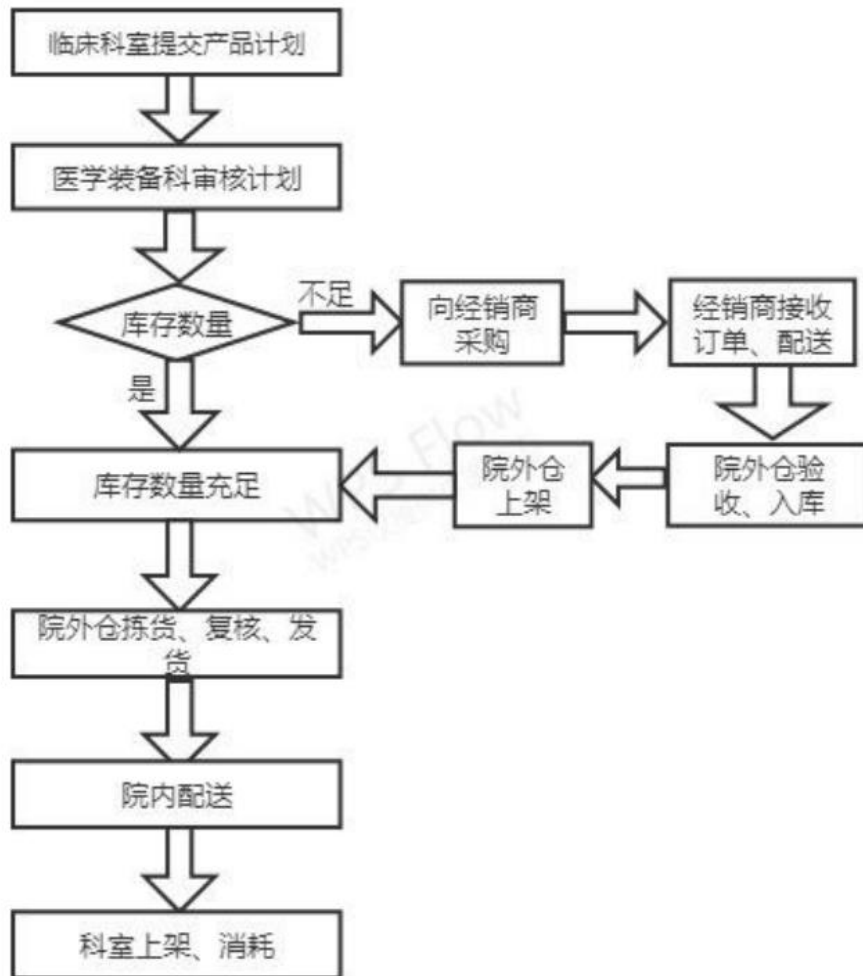 临床科室提交产品计划
医学装备科审核计划
库存数量
不足
向经销商
采购
经销商接收
订单、配送
是
库存数量充足
院外仓
上架
院外仓验
收、入库
院外仓拣货、复核、发
货
院内配送
科室上架、消耗
WPS Flow